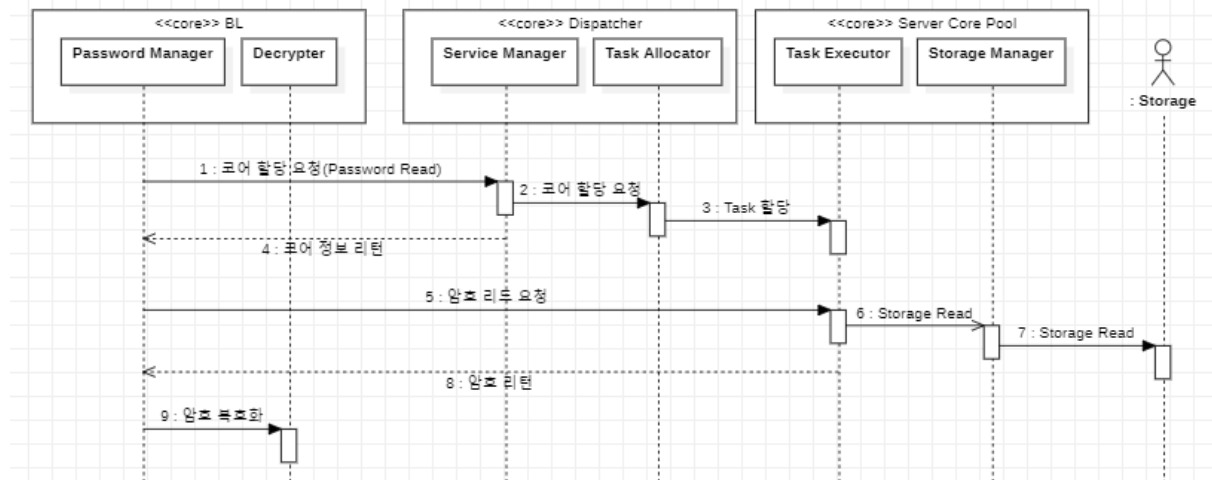 <<core>> BL
<<core>> Dispatcher
<<core>> Server Core Pool
Password Manager
Decrypter
Service Manager
Task Allocator
Task Executor
Storage Manager
: Storage
1 : 코어 할당 요청(Password Read)
2 : 코어 할당 요청
3 : Task 할당
4 : 코어 정보 리턴
5 : 암호 리드 요청
6 : Storage Read
7 : Storage Read
8 : 암호 리턴
9 : 암호 복호화